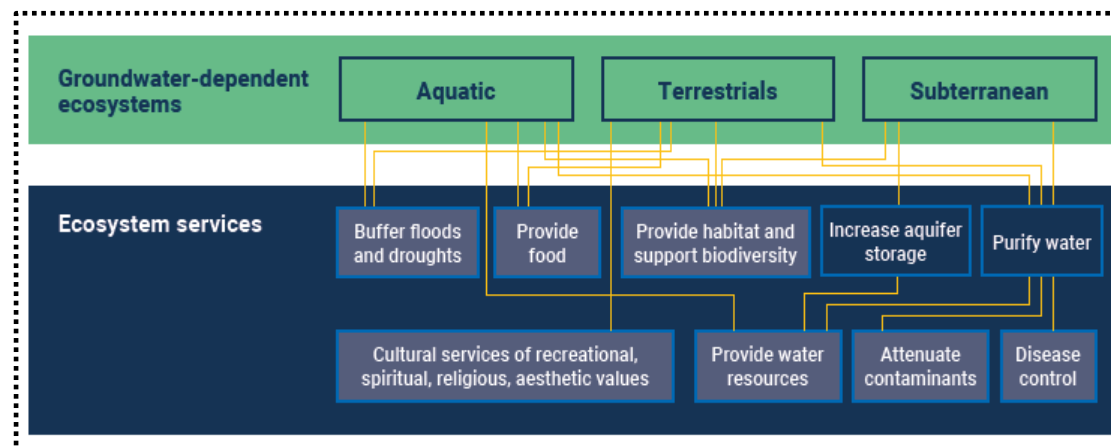 Groundwater-dependent
ecosystems
Aquatic
Terrestrials
Subterranean
Ecosystem services
Buffer floods
and droughts
Provide
food
Provide habitat and
support biodiversity
Increase aquifer
storage
Purify water
Cultural services of recreational,
spiritual, religious, aesthetic values
Provide water
resources
Attenuate
contaminants
Disease
control